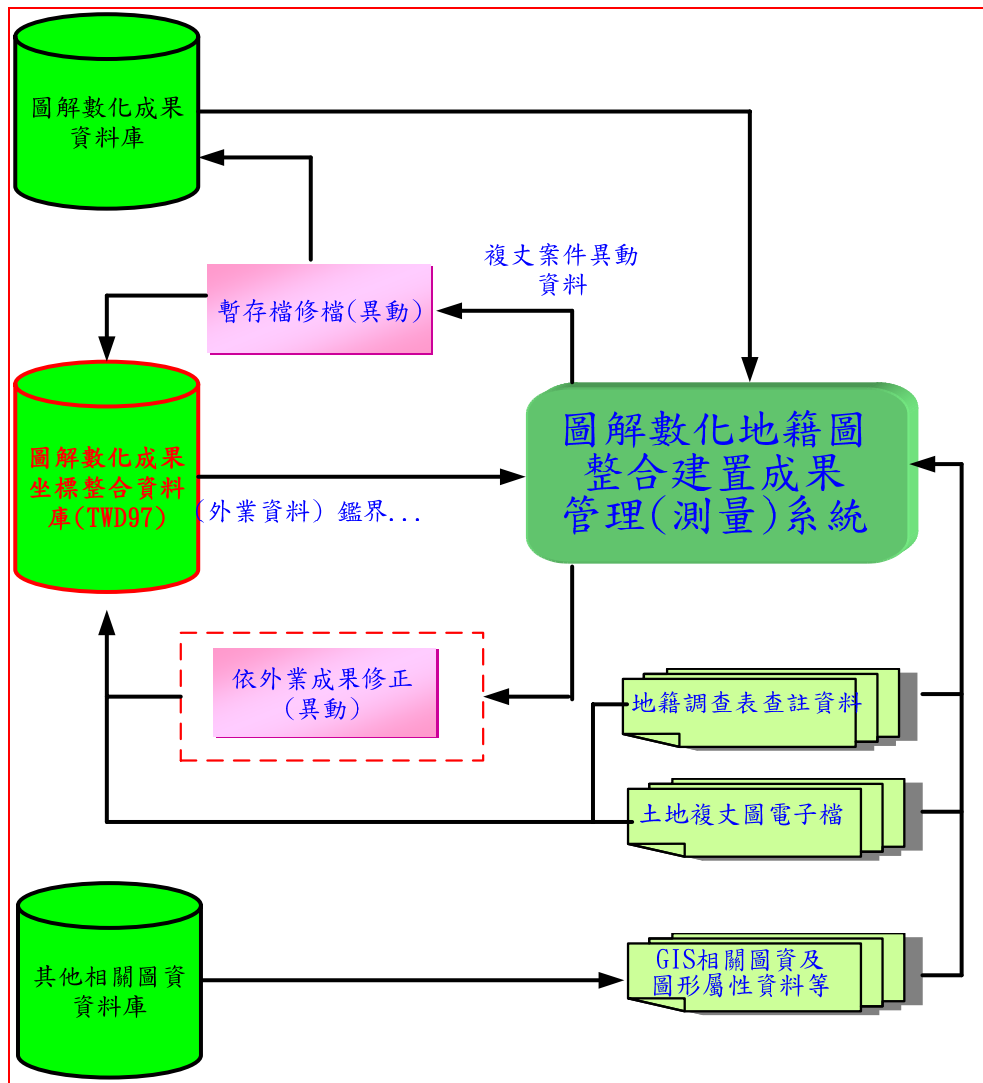 圖解數化成果
資料庫
複丈案件異動
資料
暫存檔修檔(異動)
圖解數化成果
坐標整合資料
庫(TWD97)
(外業資料) 鑑界...
圖解數化地籍圖
整合建置成果
管理(測量)系統
依外業成果修正
(異動)
地籍調查表查註資料
土地複丈圖電子檔
其他相關圖資
資料庫
GIS相關圖資及
圖形屬性資料等